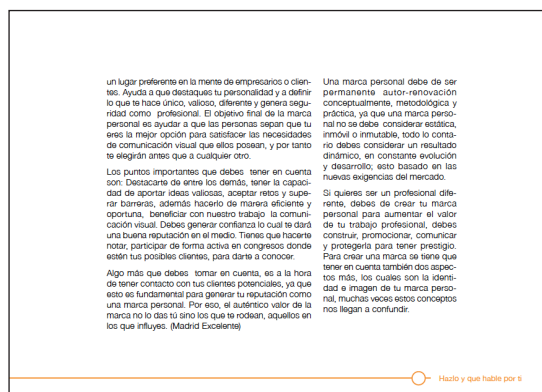 un lugar preferente en la mente de empresarios o clien-
tes. Ayuda a que destaques tu personalidad y a definir
lo que te hace único, valioso, diferente y genera segu-
ridad como  profesional. El objetivo final de la marca
personal es ayudar a que las personas sepan que tu
eres la mejor opción para satisfacer las necesidades
de comunicación visual que ellos posean, y por tanto
te elegirán antes que a cualquier otro.
Los puntos importantes que debes  tener en cuenta
son: Destacarte de entre los demás, tener la capaci-
dad de aportar ideas valiosas, aceptar retos y supe-
rar barreras, además hacerlo de marera eficiente y
oportuna,  beneficiar con nuestro trabajo  la comuni-
cación visual. Debes generar confianza lo cual te dará
una buena reputación en el medio. Tienes que hacerte
notar, participar de forma activa en congresos donde
estén tus posibles clientes, para darte a conocer.
Algo más que debes  tomar en cuenta, es a la hora
de tener contacto con tus clientes potenciales, ya que
esto es fundamental para generar tu reputación como
una marca personal. Por eso, el auténtico valor de la
marca no lo das tú sino los que te rodean, aquellos en
los que influyes. (Madrid Excelente)
Una marca personal debe de ser
permanente autor-renovación
conceptualmente, metodológica y
práctica, ya que una marca perso-
nal no se debe  considerar estática,
inmóvil o inmutable, todo lo conta-
rio debes considerar un resultado
dinámico, en constante evolución
y desarrollo; esto basado en las
nuevas exigencias del mercado.
Si quieres ser un profesional dife-
rente, debes de crear tu marca
personal para aumentar el valor
de tu trabajo profesional, debes
construir, promocionar, comunicar
y protegerla para tener prestigio.
Para crear una marca se tiene que
tener en cuenta también dos aspec-
tos más, los cuales son la identi-
dad e imagen de tu marca perso-
nal, muchas veces estos conceptos
nos llegan a confundir.
Hazlo y que hable por ti